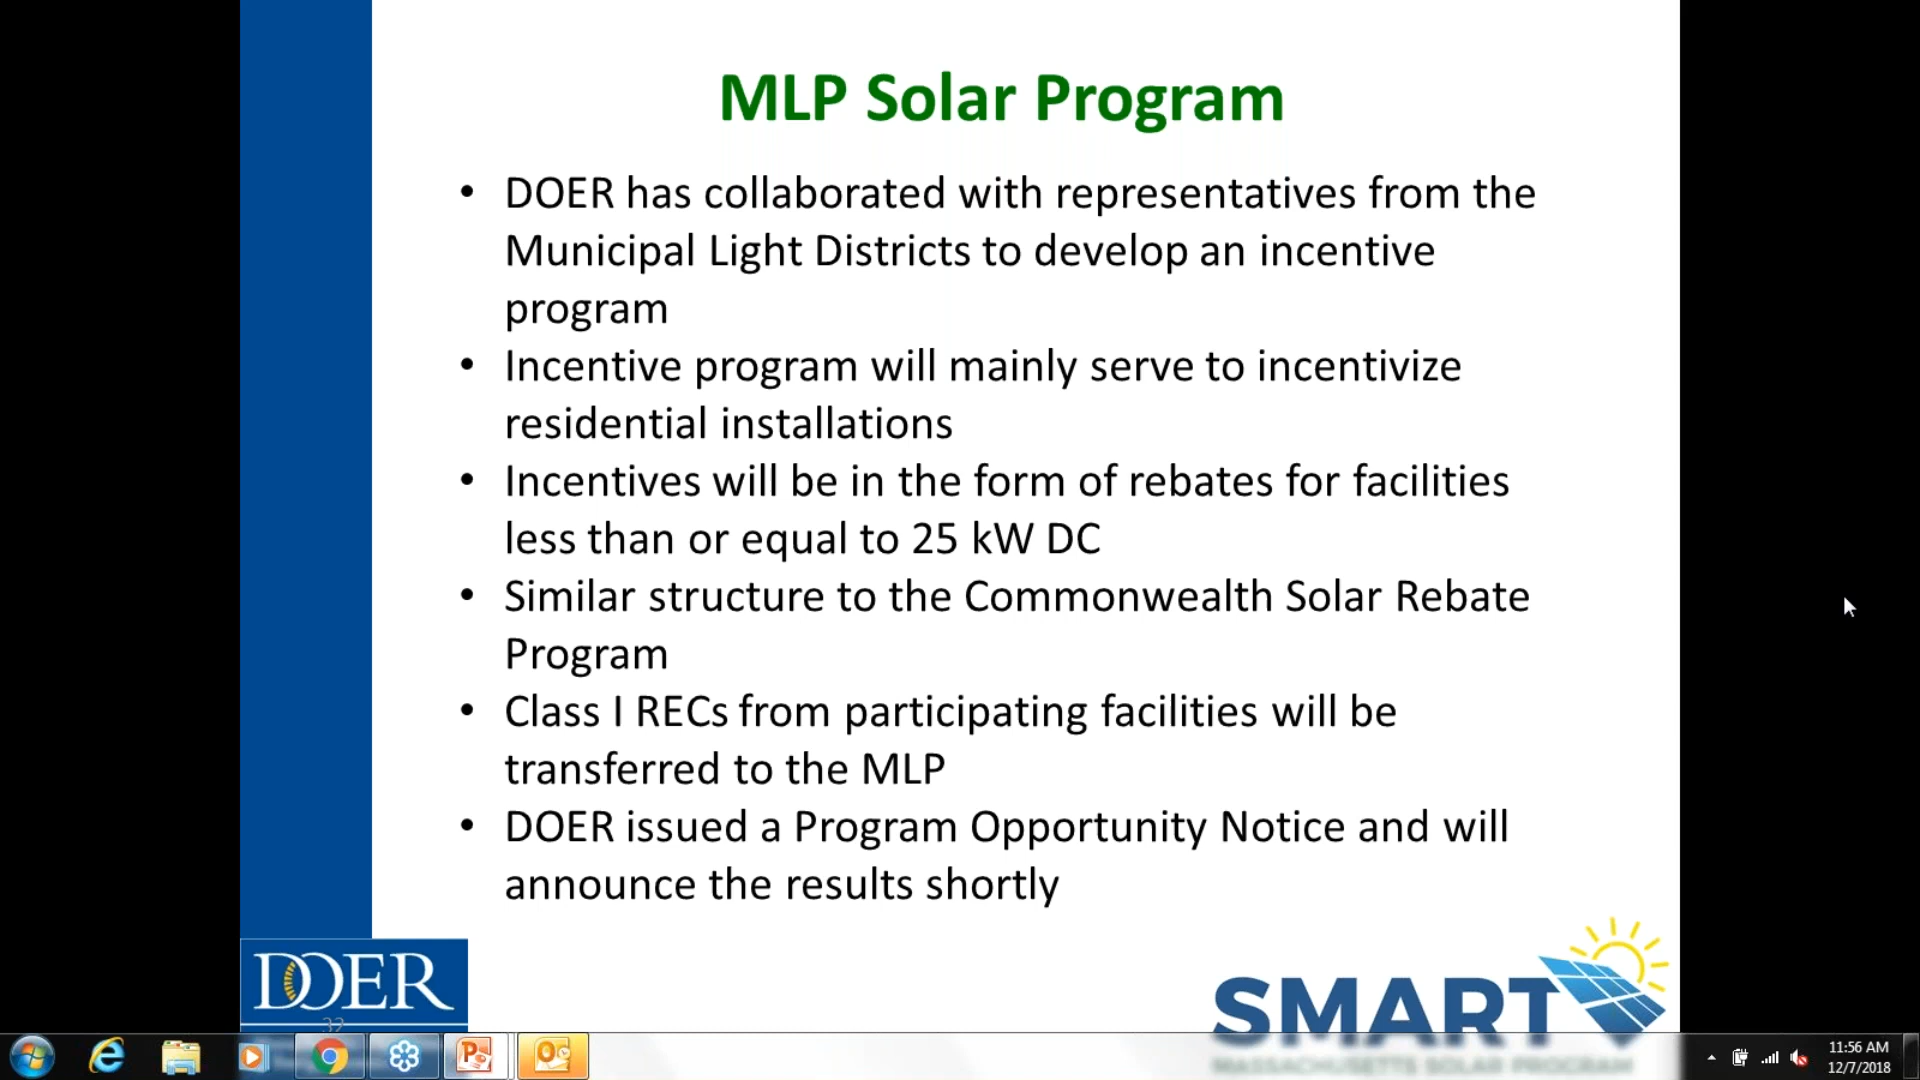 MLP Solar Program
• DOER has collaborated with representatives from the
Municipal Light Districts to develop an incentive
program
• Incentive program will mainly serve to incentivize
residential installations
• Incentives will be in the form of rebates for facilities
less than or equal to 25 kW DC
• Similar structure to the Commonwealth Solar Rebate
Program
• Class I RECs from participating facilities will be
transferred to the MLP
• DOER issued a Program Opportunity Notice and will
announce the results shortly
DOER
32
SMART
MASSACHUSETTS SOLAR PROGRAM
11:56 AM
12/7/2018